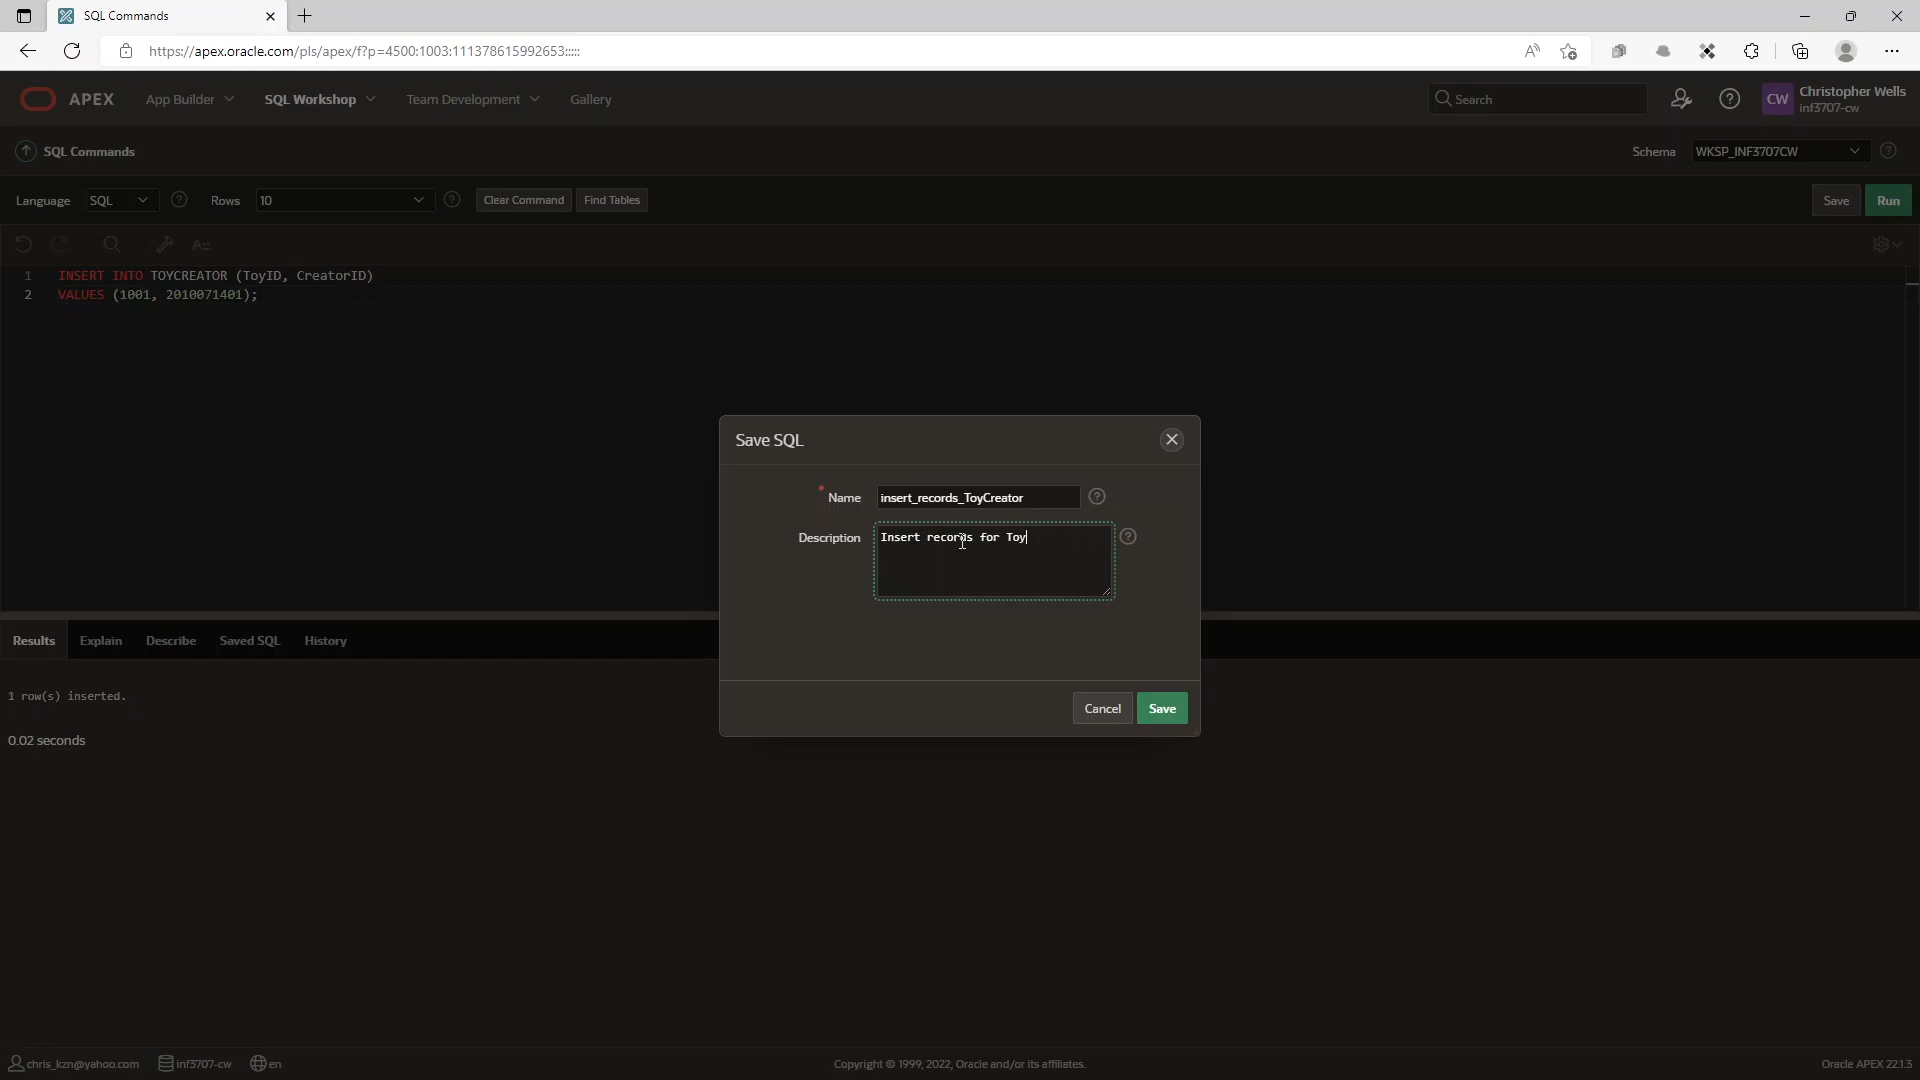 SQL Commands
https://apex.oracle.com/pls/apex/f?p=4500:1003:111378615992653:::::
APEX App Builder SQL Workshop Team Development Gallery Search CW Christopher Wells
inf3707-cw
SQL Commands Schema WKSP_INF3707CW
Language SQL Rows 10 Clear Command Find Tables Save Run
1 INSERT INTO TOYCREATOR (ToyID, CreatorID)
2 VALUES (1001, 2010071401);
Save SQL
* Name insert_records_ToyCreator
Description Insert records for Toy
Results Explain Describe Saved SQL History
1 row(s) inserted.
Cancel Save
0.02 seconds
chris_kzn@yahoo.com inf3707-cw en Copyright © 1999, 2022, Oracle and/or its affiliates. Oracle APEX 22.1.3